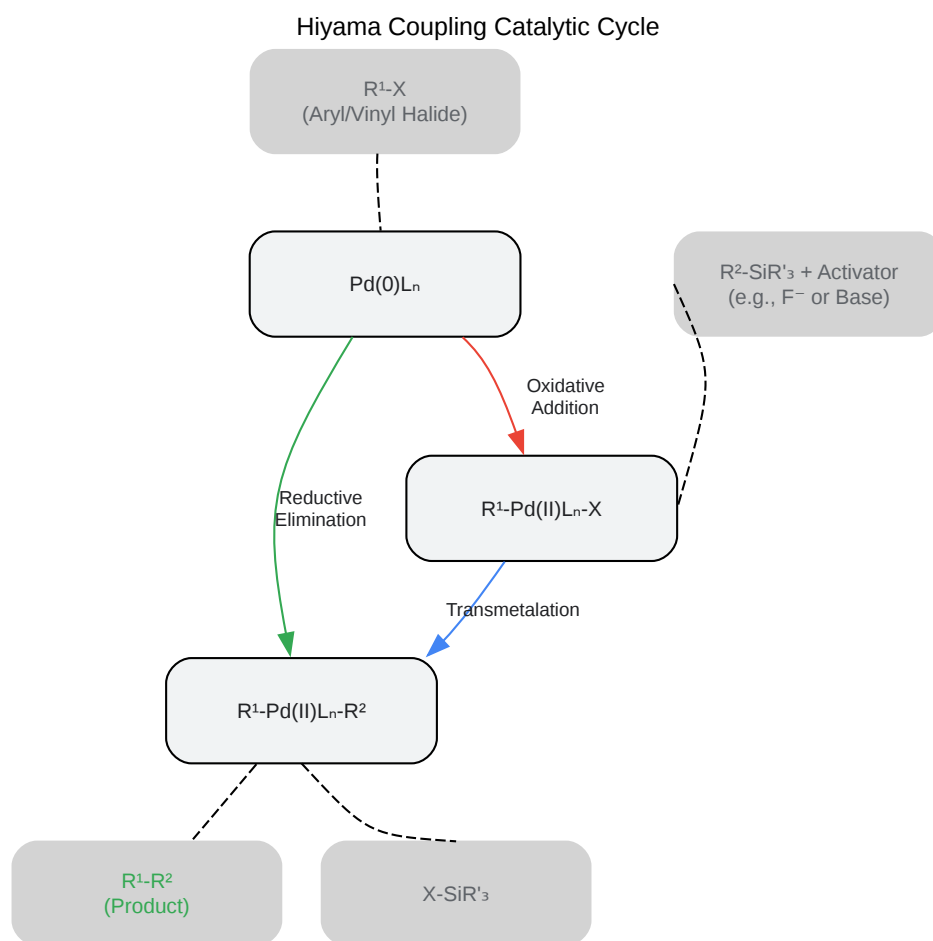 Hiyama Coupling Catalytic Cycle
R¹-X
(Aryl/Vinyl Halide)
Pd(0)Lₙ
R²-SiR'₃ + Activator
(e.g., F⁻ or Base)
Oxidative
Addition
Reductive
Elimination
R¹-Pd(II)Lₙ-X
Transmetalation
R¹-Pd(II)Lₙ-R²
R¹-R²
(Product)
X-SiR'₃